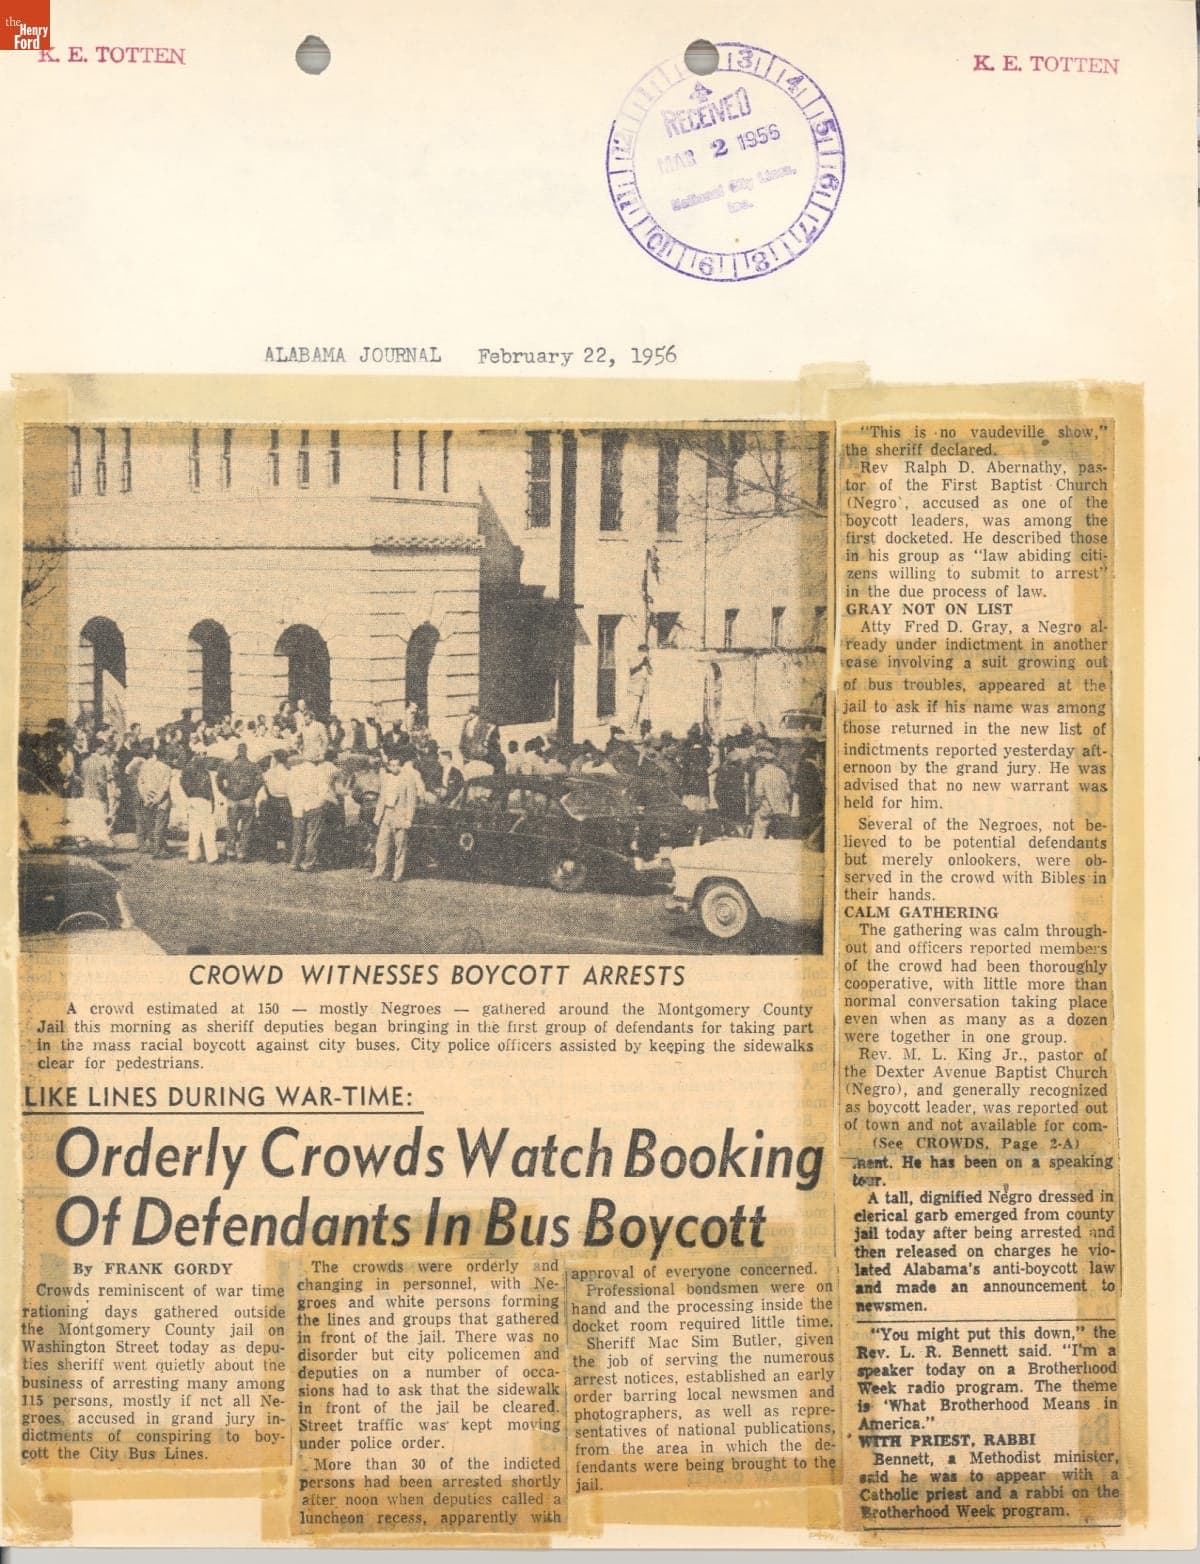 the
Henry
Ford
K. E. TOTTEN
K. E. TOTTEN
3 4 5 6 7 8 9 10 11 12 1
RECEIVED
MAR 2 1956
National City Lines,
Inc.
ALABAMA JOURNAL February 22, 1956
CROWD WITNESSES BOYCOTT ARRESTS
A crowd estimated at 150 — mostly Negroes — gathered around the Montgomery County
Jail this morning as sheriff deputies began bringing in the first group of defendants for taking part
in the mass racial boycott against city buses. City police officers assisted by keeping the sidewalks
clear for pedestrians.
LIKE LINES DURING WAR-TIME:
Orderly Crowds Watch Booking
Of Defendants In Bus Boycott
By FRANK GORDY
Crowds reminiscent of war time
rationing days gathered outside
the Montgomery County jail on
Washington Street today as depu-
ties sheriff went quietly about the
business of arresting many among
115 persons, mostly if not all Ne-
groes, accused in grand jury in-
dictments of conspiring to boy-
cott the City Bus Lines.
The crowds were orderly and
changing in personnel, with Ne-
groes and white persons forming
the lines and groups that gathered
in front of the jail. There was no
disorder but city policemen and
deputies on a number of occa-
sions had to ask that the sidewalk
in front of the jail be cleared.
Street traffic was kept moving
under police order.
More than 30 of the indicted
persons had been arrested shortly
after noon when deputies called a
luncheon recess, apparently with
approval of everyone concerned.
Professional bondsmen were on
hand and the processing inside the
docket room required little time.
Sheriff Mac Sim Butler, given
the job of serving the numerous
arrest notices, established an early
order barring local newsmen and
photographers, as well as repre-
sentatives of national publications,
from the area in which the de-
fendants were being brought to the
jail.
"This is no vaudeville show,"
the sheriff declared.
Rev Ralph D. Abernathy, pas-
tor of the First Baptist Church
(Negro), accused as one of the
boycott leaders, was among the
first docketed. He described those
in his group as "law abiding citi-
zens willing to submit to arrest"
in the due process of law.
GRAY NOT ON LIST
Atty Fred D. Gray, a Negro al-
ready under indictment in another
case involving a suit growing out
of bus troubles, appeared at the
jail to ask if his name was among
those returned in the new list of
indictments reported yesterday aft-
ernoon by the grand jury. He was
advised that no new warrant was
held for him.
Several of the Negroes, not be-
lieved to be potential defendants
but merely onlookers, were ob-
served in the crowd with Bibles in
their hands.
CALM GATHERING
The gathering was calm through-
out and officers reported members
of the crowd had been thoroughly
cooperative, with little more than
normal conversation taking place
even when as many as a dozen
were together in one group.
Rev. M. L. King Jr., pastor of
the Dexter Avenue Baptist Church
(Negro), and generally recognized
as boycott leader, was reported out
of town and not available for com-
(See CROWDS, Page 2-A)
ment. He has been on a speaking
tour.
A tall, dignified Negro dressed in
clerical garb emerged from county
jail today after being arrested and
then released on charges he vio-
lated Alabama's anti-boycott law
and made an announcement to
newsmen.
"You might put this down," the
Rev. L. R. Bennett said. "I'm a
speaker today on a Brotherhood
Week radio program. The theme
is 'What Brotherhood Means in
America."
WITH PRIEST, RABBI
Bennett, a Methodist minister,
said he was to appear with a
Catholic priest and a rabbi on the
Brotherhood Week program.